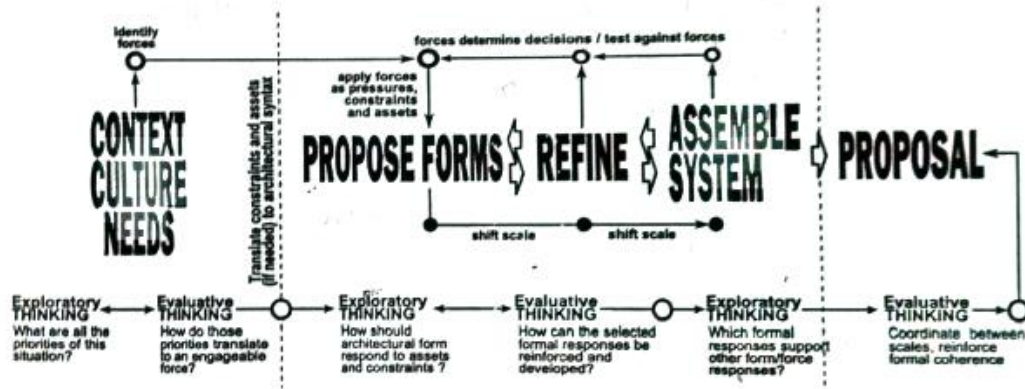 identify
forces
forces determine decisions / test against forces
apply forces
as pressures,
constraints
and assets
CONTEXT
CULTURE
NEEDS
Translate constraints and assets
(if needed) to architectural syntax
PROPOSE FORMS
REFINE
ASSEMBLE
SYSTEM
PROPOSAL
shift scale
shift scale
Exploratory
THINKING
What are all the
priorities of this
situation?
Evaluative
THINKING
How do those
priorities translate
to an engageable
force?
Exploratory
THINKING
How should
architectural form
respond to assets
and constraints ?
Evaluative
THINKING
How can the selected
formal responses be
reinforced and
developed?
Exploratory
THINKING
Which formal
responses support
other form/force
responses?
Evaluative
THINKING
Coordinate between
scales, reinforce
formal coherence